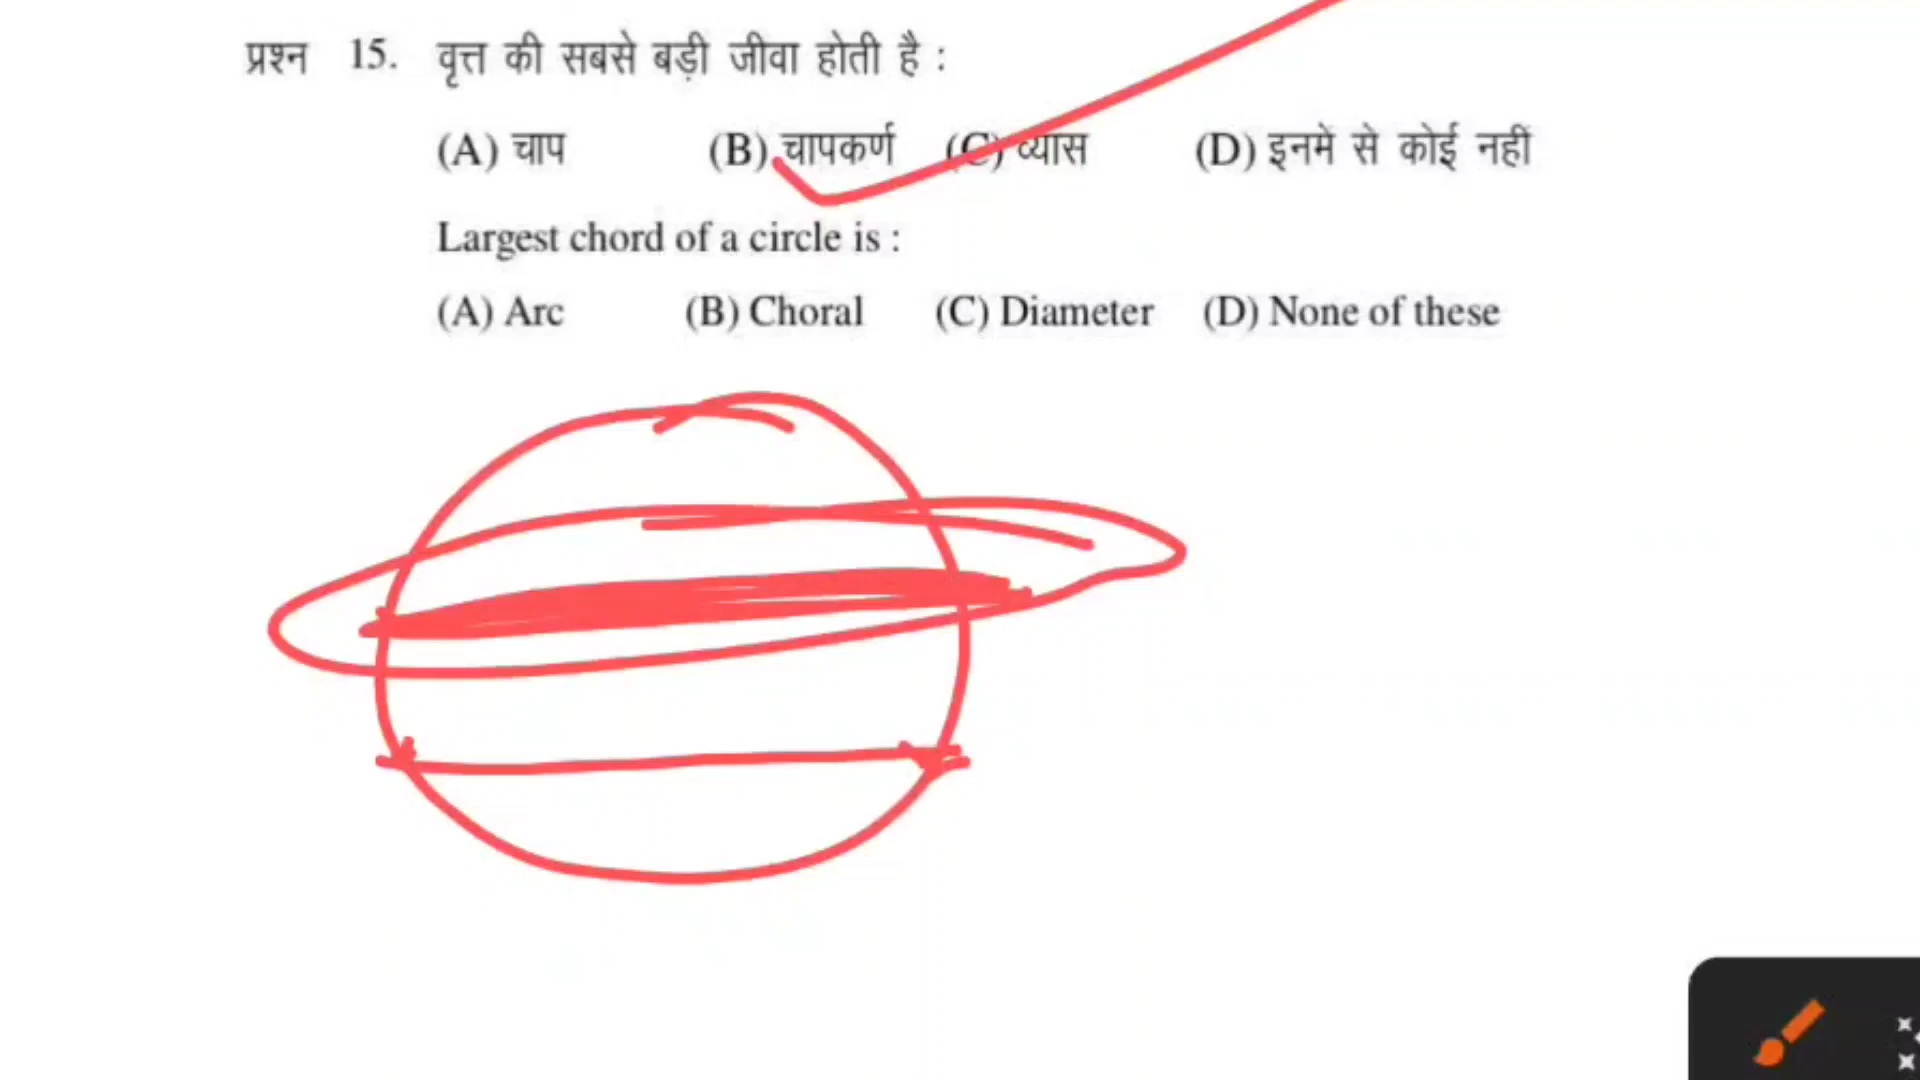 प्रश्न 15. वृत्त की सबसे बड़ी जीवा होती है :
(A) चाप (B) चापकर्ण (C) व्यास (D) इनमें से कोई नहीं
Largest chord of a circle is :
(A) Arc (B) Choral (C) Diameter (D) None of these